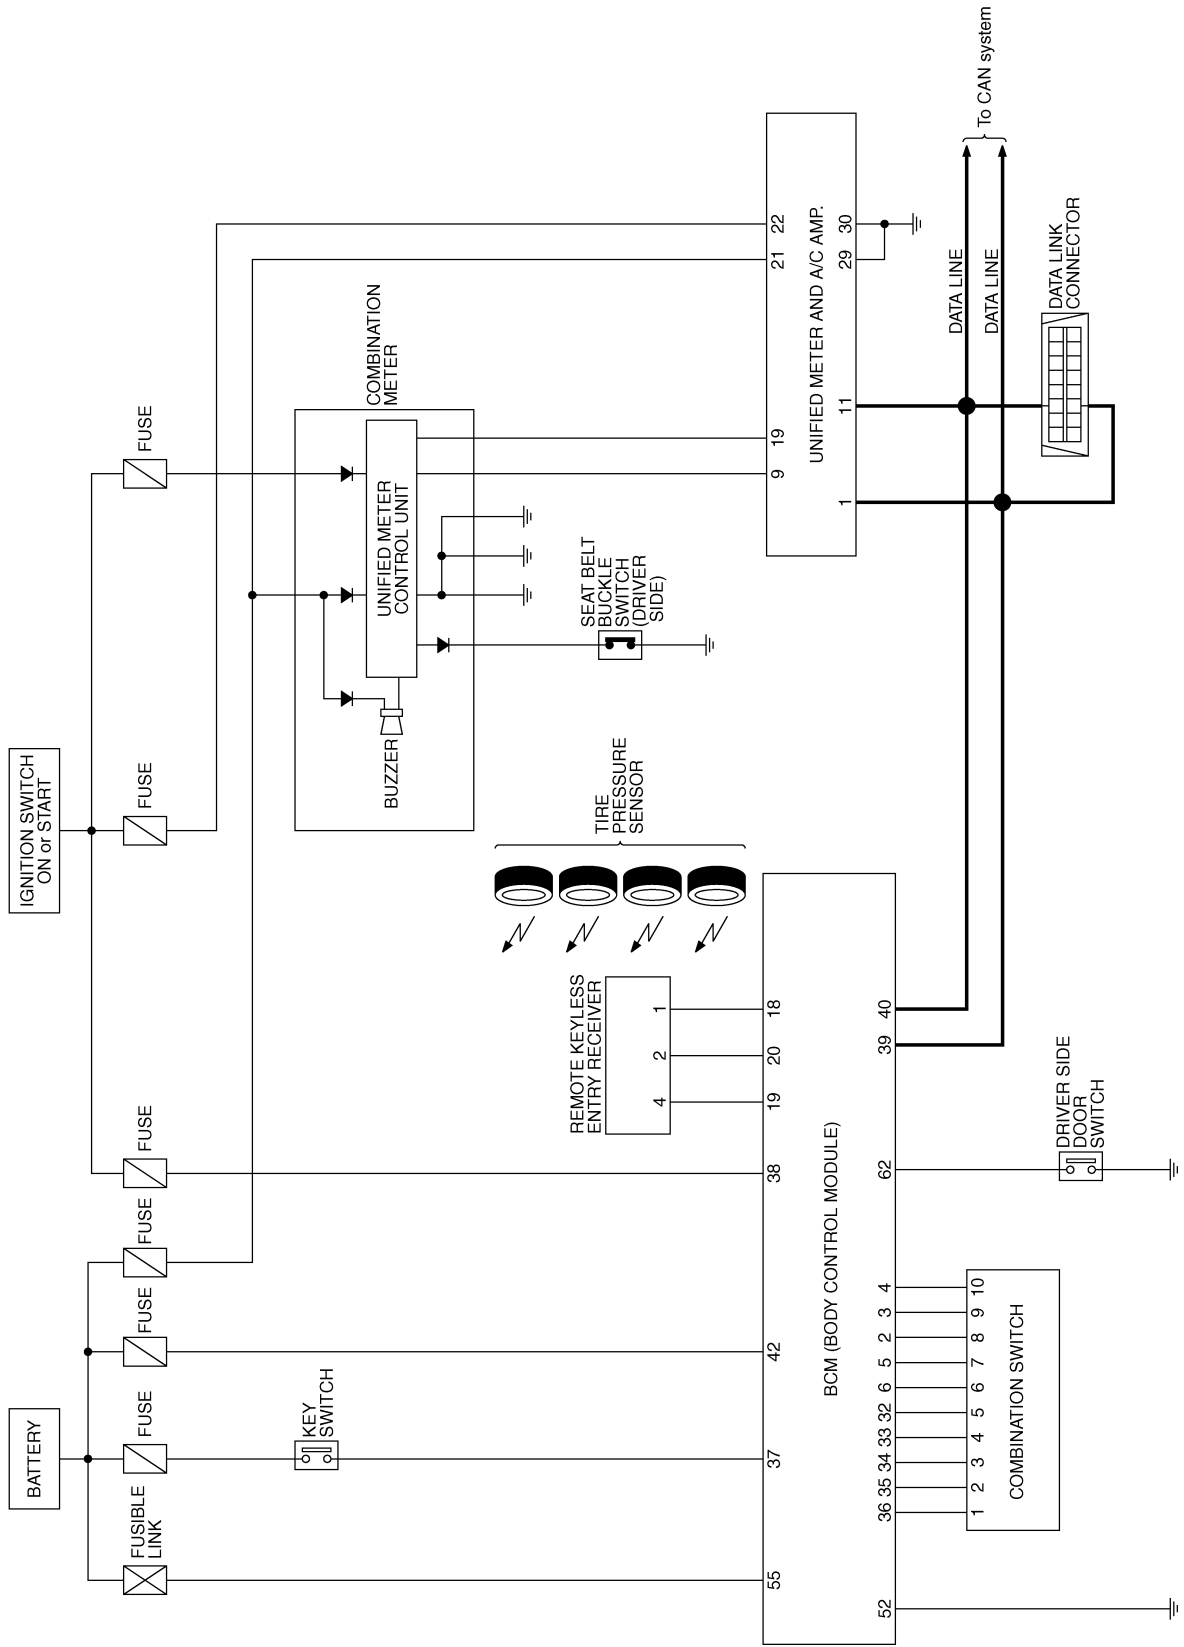 BATTERY
IGNITION SWITCH
ON or START
FUSIBLE
LINK
FUSE
FUSE
FUSE
FUSE
FUSE
FUSE
KEY
SWITCH
COMBINATION
METER
UNIFIED METER
CONTROL UNIT
BUZZER
SEAT BELT
BUCKLE
SWITCH
(DRIVER
SIDE)
TIRE
PRESSURE
SENSOR
REMOTE KEYLESS
ENTRY RECEIVER
4 2 1
55 37 42 38 19 20 18
BCM (BODY CONTROL MODULE)
52 36 35 34 33 32 6 5 2 3 4 62 39 40
1 2 3 4 5 6 7 8 9 10
COMBINATION SWITCH
DRIVER SIDE
DOOR
SWITCH
9 19 21 22
UNIFIED METER AND A/C AMP.
1 11 29 30
DATA LINE
DATA LINE
To CAN system
DATA LINK
CONNECTOR